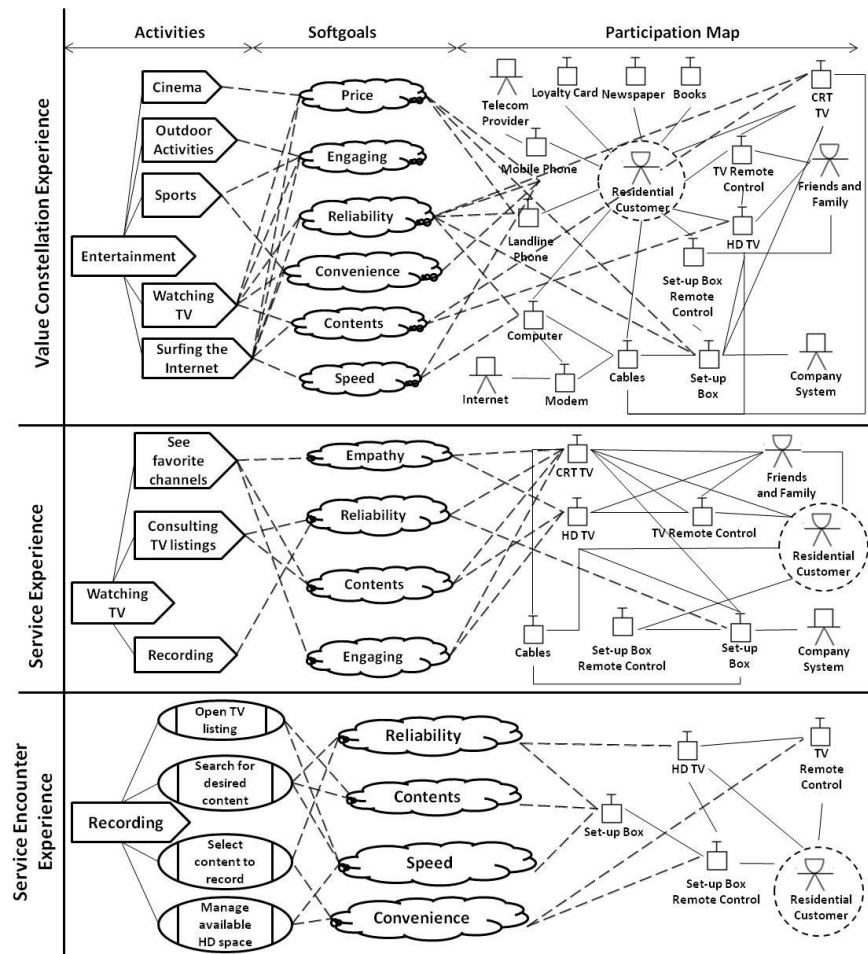 Activities
Softgoals
Participation Map
Value Constellation Experience
Entertainment
Cinema
Outdoor
Activities
Sports
Watching
TV
Surfing the
Internet
Price
Engaging
Reliability
Convenience
Contents
Speed
Telecom
Provider
Loyalty Card
Newspaper
Books
CRT
TV
Mobile Phone
Residential
Customer
TV Remote
Control
Friends and
Family
Landline
Phone
HD TV
Set-up Box
Remote
Control
Computer
Internet
Modem
Cables
Set-up
Box
Company
System
Service Experience
Watching
TV
See
favorite
channels
Consulting
TV listings
Recording
Empathy
Reliability
Contents
Engaging
CRT TV
Friends
and Family
HD TV
TV Remote Control
Residential
Customer
Cables
Set-up Box
Remote Control
Set-up
Box
Company
System
Service Encounter
Experience
Recording
Open TV
listing
Search for
desired
content
Select
content to
record
Manage
available
HD space
Reliability
Contents
Speed
Convenience
HD TV
TV
Remote
Control
Set-up Box
Set-up Box
Remote Control
Residential
Customer